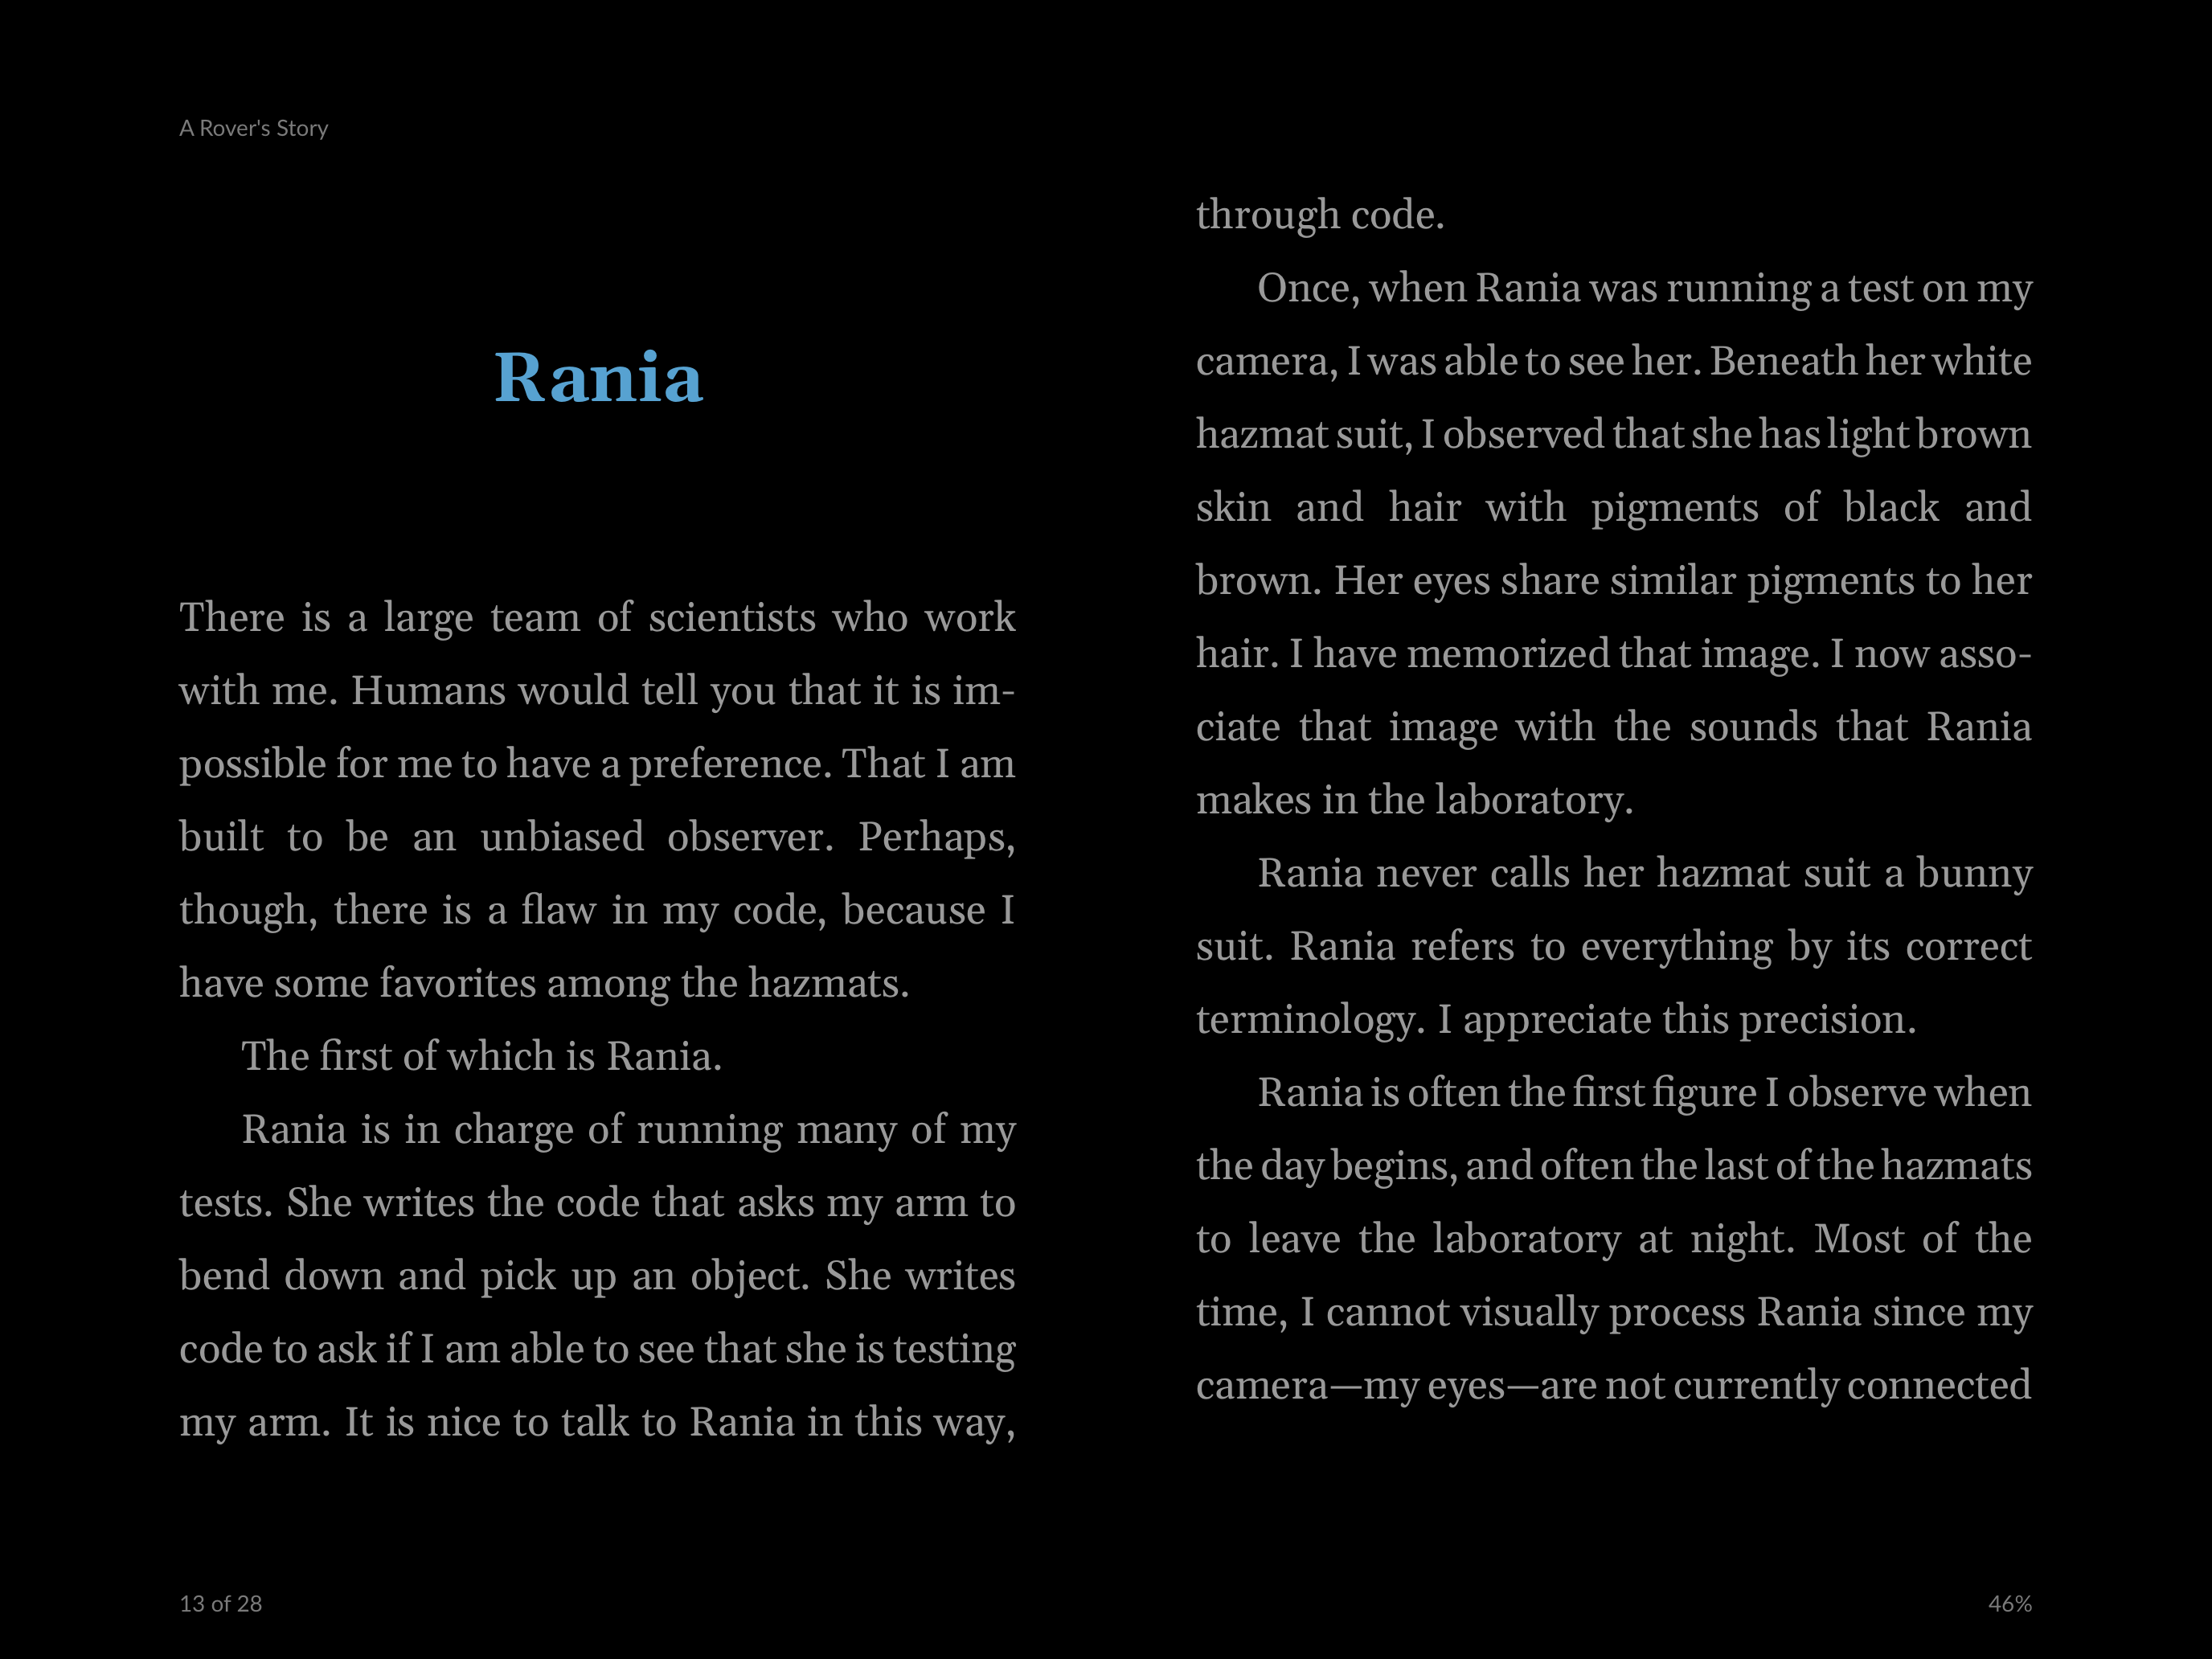 A Rover's Story
Rania
There is a large team of scientists who work
with me. Humans would tell you that it is im-
possible for me to have a preference. That I am
built to be an unbiased observer. Perhaps,
though, there is a flaw in my code, because I
have some favorites among the hazmats.
The first of which is Rania.
Rania is in charge of running many of my
tests. She writes the code that asks my arm to
bend down and pick up an object. She writes
code to ask if I am able to see that she is testing
my arm. It is nice to talk to Rania in this way,
through code.
Once, when Rania was running a test on my
camera, I was able to see her. Beneath her white
hazmat suit, I observed that she has light brown
skin and hair with pigments of black and
brown. Her eyes share similar pigments to her
hair. I have memorized that image. I now asso-
ciate that image with the sounds that Rania
makes in the laboratory.
Rania never calls her hazmat suit a bunny
suit. Rania refers to everything by its correct
terminology. I appreciate this precision.
Rania is often the first figure I observe when
the day begins, and often the last of the hazmats
to leave the laboratory at night. Most of the
time, I cannot visually process Rania since my
camera—my eyes—are not currently connected
13 of 28
46%